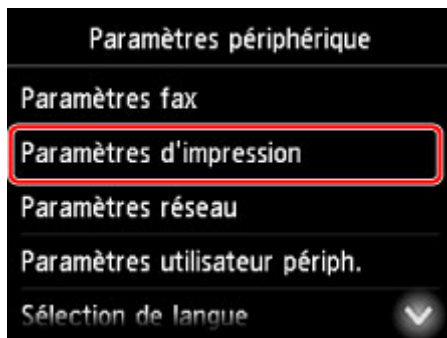 Paramètres périphérique
Paramètres fax
Paramètres d'impression
Paramètres réseau
Paramètres utilisateur périph.
Sélection de langue